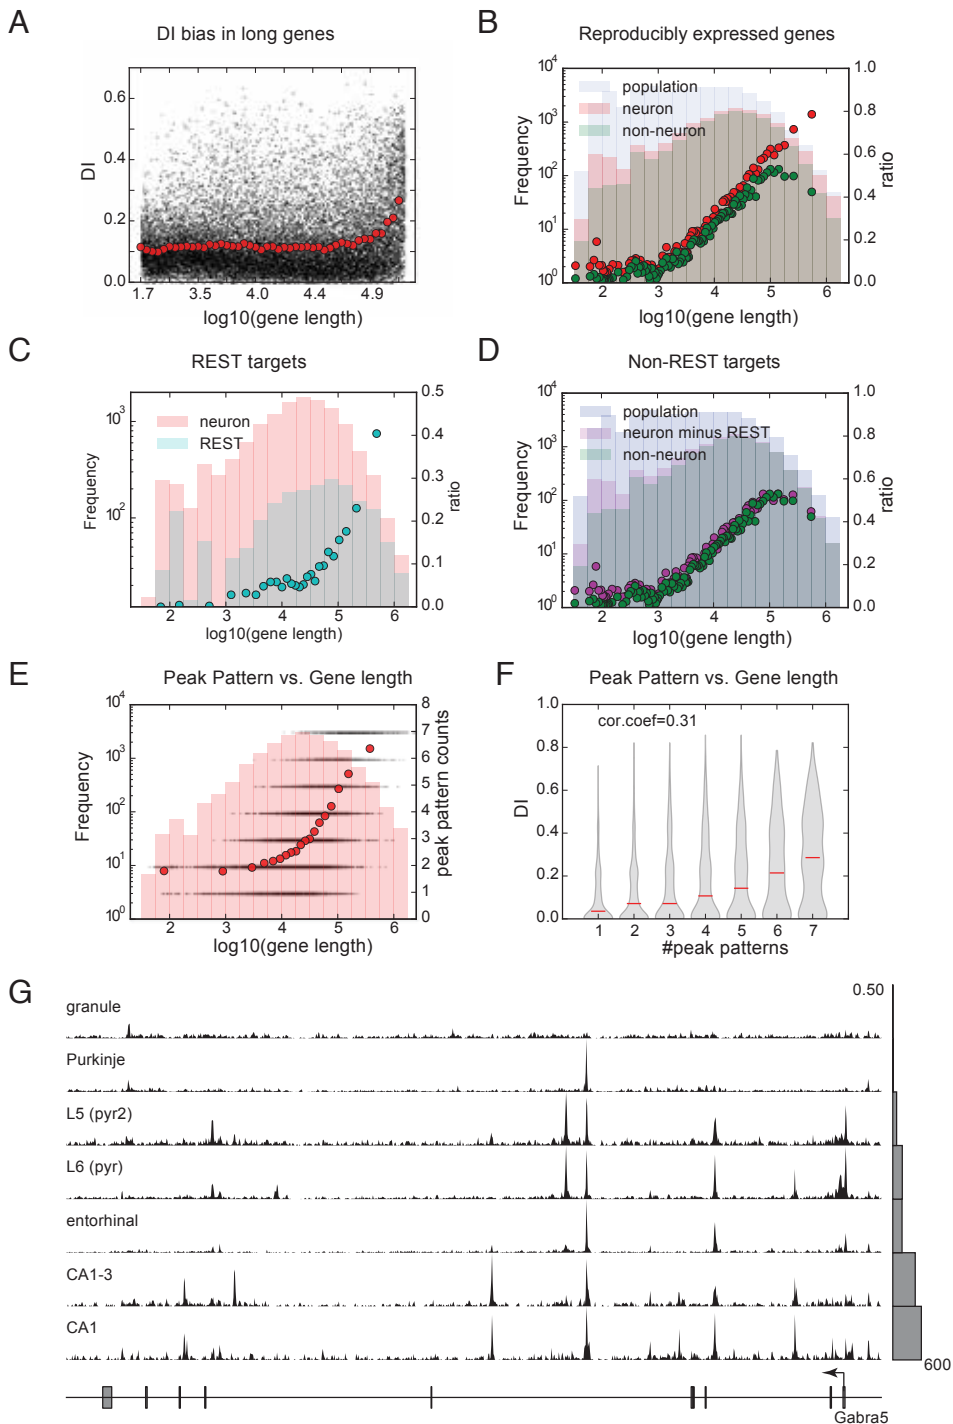 A
DI bias in long genes
DI
0.6
0.4
0.2
0.0
1.7 3.5 4.0 4.4 4.9
log10(gene length)
B
Reproducibly expressed genes
population
neuron
non-neuron
Frequency
10^4
10^3
10^2
10^1
10^0
1.0
0.8
0.6
0.4
0.2
0.0
ratio
2 3 4 5 6
log10(gene length)
C
REST targets
neuron
REST
Frequency
10^3
10^2
0.5
0.4
0.3
0.2
0.1
0.0
ratio
2 3 4 5 6
log10(gene length)
D
Non-REST targets
population
neuron minus REST
non-neuron
Frequency
10^4
10^3
10^2
10^1
10^0
1.0
0.8
0.6
0.4
0.2
0.0
ratio
2 3 4 5 6
log10(gene length)
E
Peak Pattern vs. Gene length
Frequency
10^4
10^3
10^2
10^1
10^0
8
7
6
5
4
3
2
1
0
peak pattern counts
2 3 4 5 6
log10(gene length)
F
Peak Pattern vs. Gene length
cor.coef=0.31
DI
1.0
0.8
0.6
0.4
0.2
0.0
1 2 3 4 5 6 7
#peak patterns
G
0.50
granule
Purkinje
L5 (pyr2)
L6 (pyr)
entorhinal
CA1-3
CA1
600
Gabra5